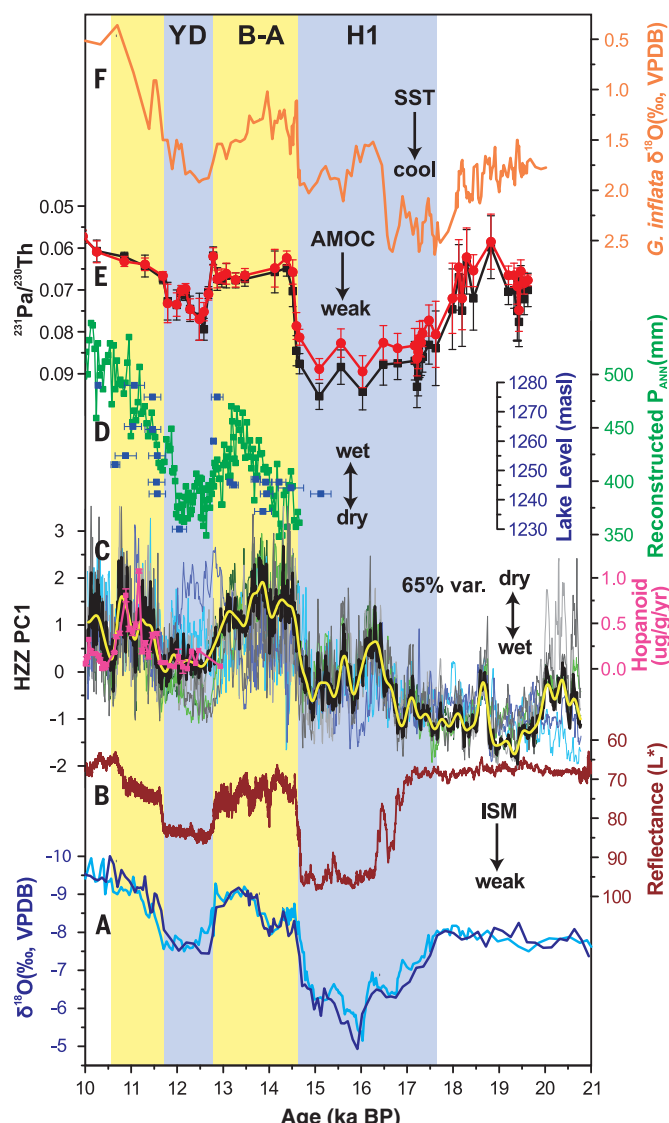 YD B-A H1
F
SST
cool
0.5
1.0
1.5
2.0
2.5
G. inflata δ18O(‰, VPDB)
0.05
0.06
0.07
0.08
0.09
231Pa/230Th
E
AMOC
weak
D
wet
dry
1280
1270
1260
1250
1240
1230
Lake Level (masl)
500
450
400
350
Reconstructed PANN(mm)
3
2
1
0
-1
-2
HZZ PC1
C
65% var.
dry
wet
1.0
0.5
0.0
Hopanoid
(ug/g/yr)
B
60
70
80
90
100
Reflectance (L*)
ISM
weak
-10
-9
-8
-7
-6
-5
δ18O(‰, VPDB)
A
10 11 12 13 14 15 16 17 18 19 20 21
Age (ka BP)